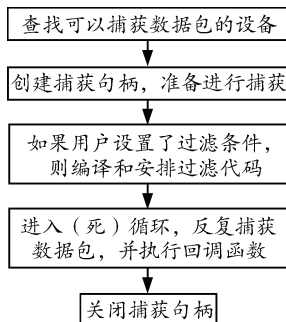 查找可以捕获数据包的设备
创建捕获句柄，准备进行捕获
如果用户设置了过滤条件，
则编译和安排过滤代码
进入（死）循环，反复捕获
数据包，并执行回调函数
关闭捕获句柄